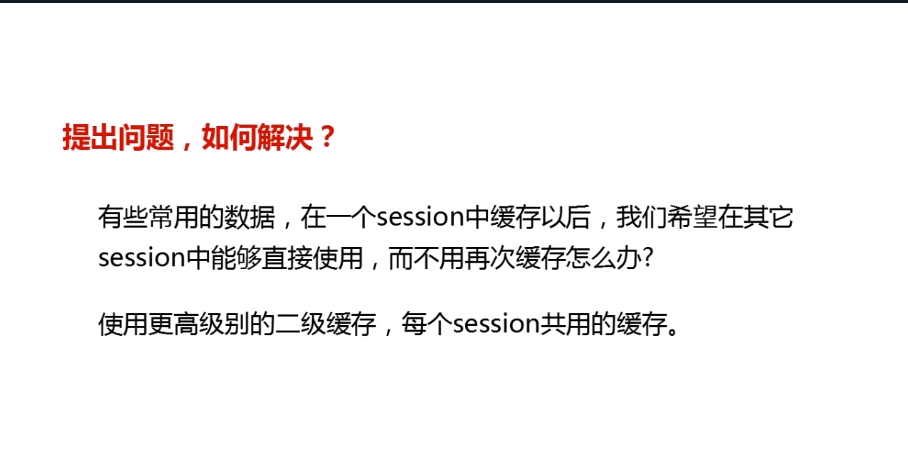 提出问题，如何解决？
有些常用的数据，在一个session中缓存以后，我们希望在其它
session中能够直接使用，而不用再次缓存怎么办?
使用更高级别的二级缓存，每个session共用的缓存。